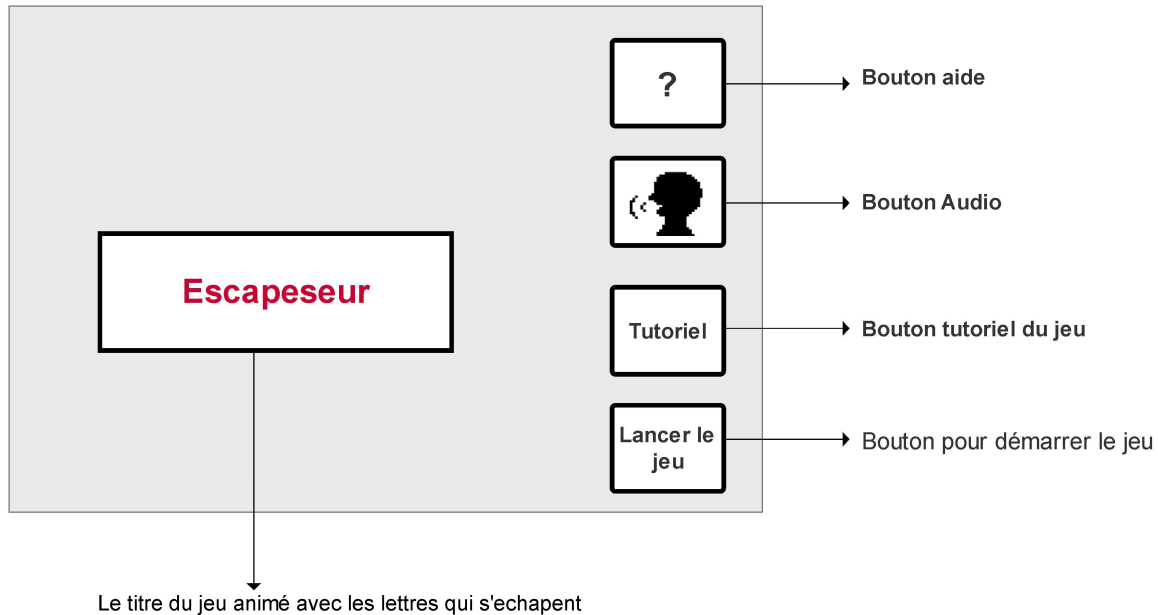 ?
Bouton aide
Bouton Audio
Escapeseur
Tutoriel
Bouton tutoriel du jeu
Lancer le
jeu
Bouton pour démarrer le jeu
Le titre du jeu animé avec les lettres qui s'echapent